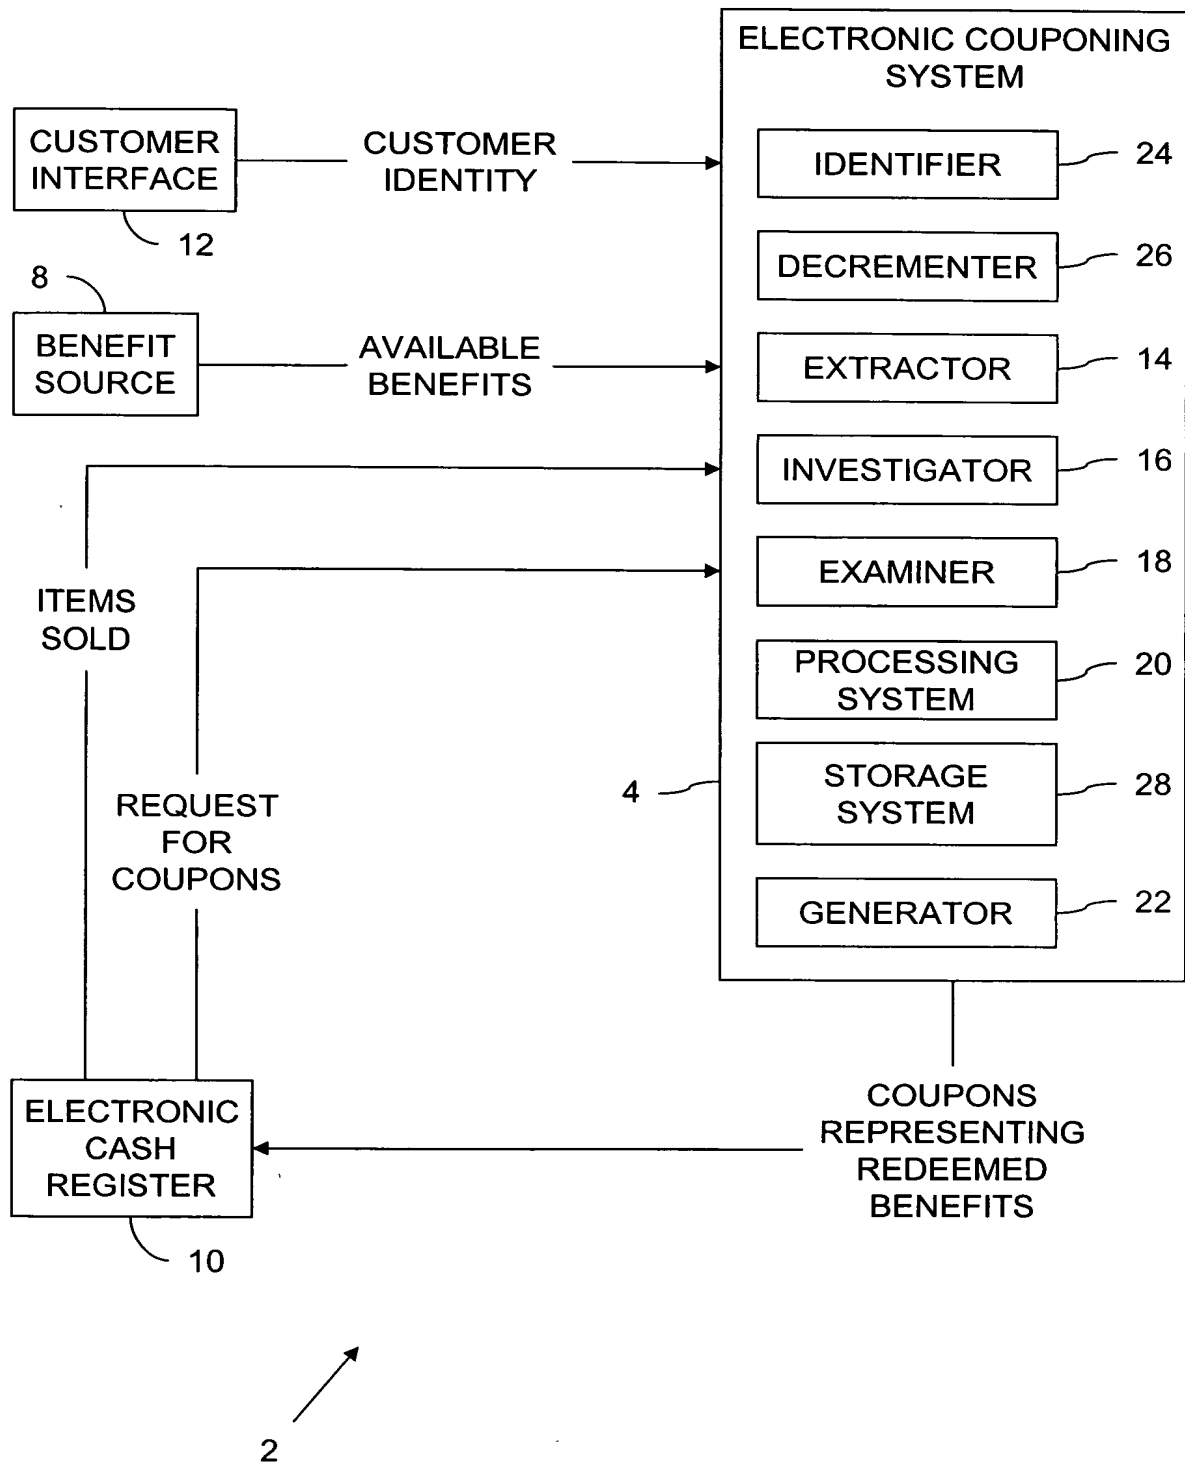 ELECTRONIC COUPONING
SYSTEM
CUSTOMER
INTERFACE
12
CUSTOMER
IDENTITY
IDENTIFIER
24
DECREMENTER
26
8
BENEFIT
SOURCE
AVAILABLE
BENEFITS
EXTRACTOR
14
INVESTIGATOR
16
EXAMINER
18
ITEMS
SOLD
PROCESSING
SYSTEM
20
REQUEST
FOR
COUPONS
4
STORAGE
SYSTEM
28
GENERATOR
22
ELECTRONIC
CASH
REGISTER
10
COUPONS
REPRESENTING
REDEEMED
BENEFITS
2